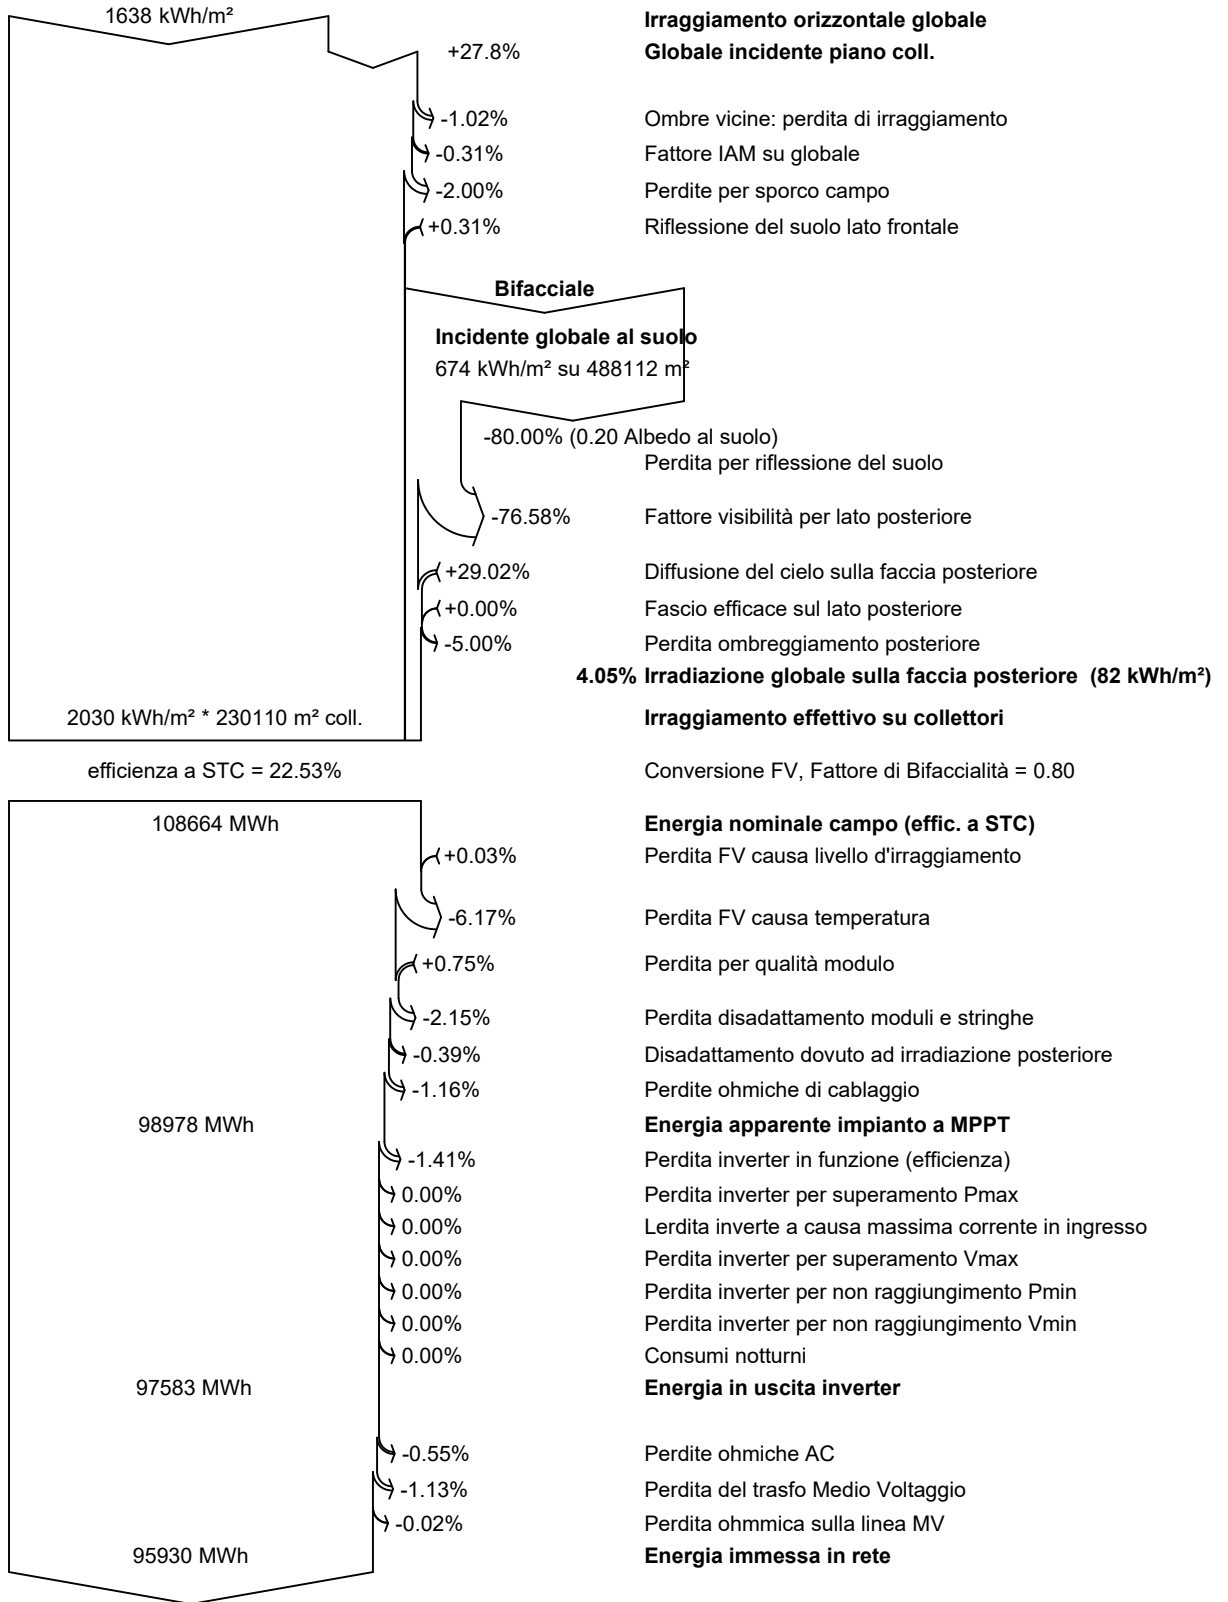 1638 kWh/m² Irraggiamento orizzontale globale
+27.8% Globale incidente piano coll.
-1.02% Ombre vicine: perdita di irraggiamento
-0.31% Fattore IAM su globale
-2.00% Perdite per sporco campo
+0.31% Riflessione del suolo lato frontale
Bifacciale
Incidente globale al suolo
674 kWh/m² su 488112 m²
-80.00% (0.20 Albedo al suolo)
Perdita per riflessione del suolo
-76.58% Fattore visibilità per lato posteriore
+29.02% Diffusione del cielo sulla faccia posteriore
+0.00% Fascio efficace sul lato posteriore
-5.00% Perdita ombreggiamento posteriore
4.05% Irradiazione globale sulla faccia posteriore (82 kWh/m²)
2030 kWh/m² * 230110 m² coll. Irraggiamento effettivo su collettori
efficienza a STC = 22.53% Conversione FV, Fattore di Bifaccialità = 0.80
108664 MWh Energia nominale campo (effic. a STC)
+0.03% Perdita FV causa livello d'irraggiamento
-6.17% Perdita FV causa temperatura
+0.75% Perdita per qualità modulo
-2.15% Perdita disadattamento moduli e stringhe
-0.39% Disadattamento dovuto ad irradiazione posteriore
-1.16% Perdite ohmiche di cablaggio
98978 MWh Energia apparente impianto a MPPT
-1.41% Perdita inverter in funzione (efficienza)
0.00% Perdita inverter per superamento Pmax
0.00% Lerdita inverte a causa massima corrente in ingresso
0.00% Perdita inverter per superamento Vmax
0.00% Perdita inverter per non raggiungimento Pmin
0.00% Perdita inverter per non raggiungimento Vmin
0.00% Consumi notturni
97583 MWh Energia in uscita inverter
-0.55% Perdite ohmiche AC
-1.13% Perdita del trasfo Medio Voltaggio
-0.02% Perdita ohmmica sulla linea MV
95930 MWh Energia immessa in rete